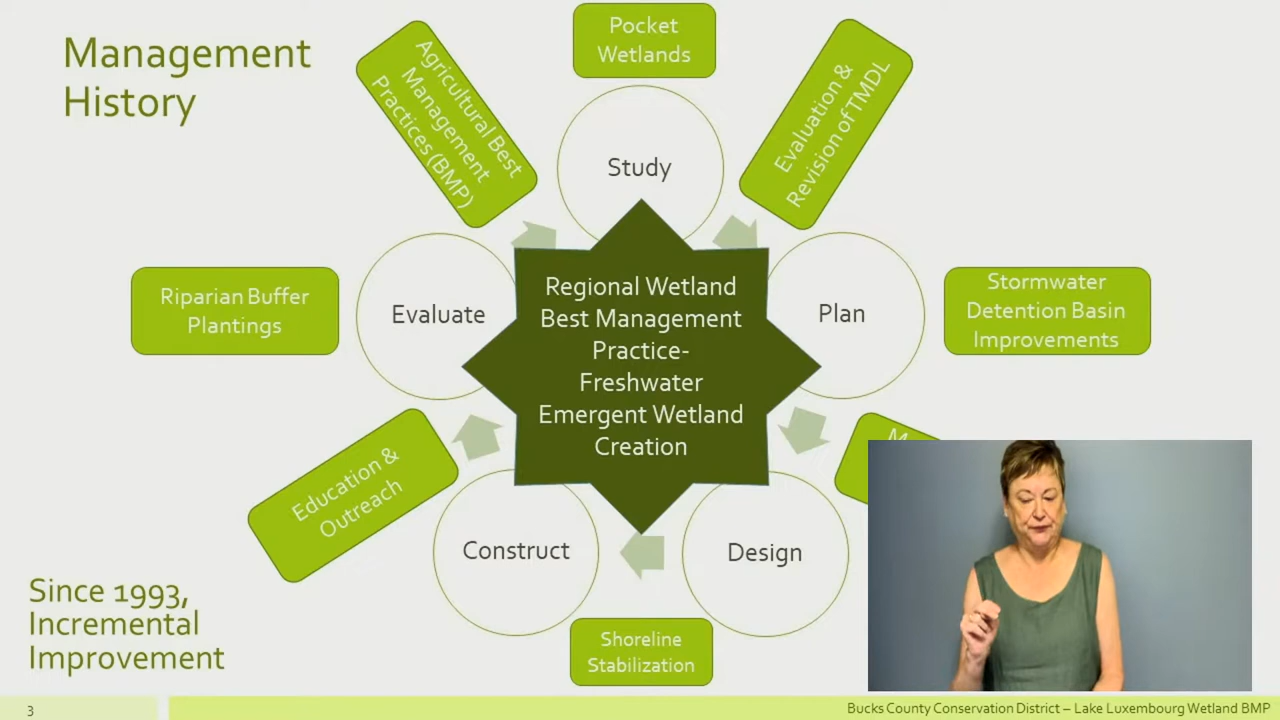 Management
History
Agricultural Best
Management
Practices (BMP)
Pocket
Wetlands
Evaluation &
Revision of TMDL
Study
Riparian Buffer
Plantings
Evaluate
Regional Wetland
Best Management
Practice-
Freshwater
Emergent Wetland
Creation
Plan
Stormwater
Detention Basin
Improvements
Education &
Outreach
Construct
Design
Shoreline
Stabilization
Since 1993,
Incremental
Improvement
3
Bucks County Conservation District – Lake Luxembourg Wetland BMP